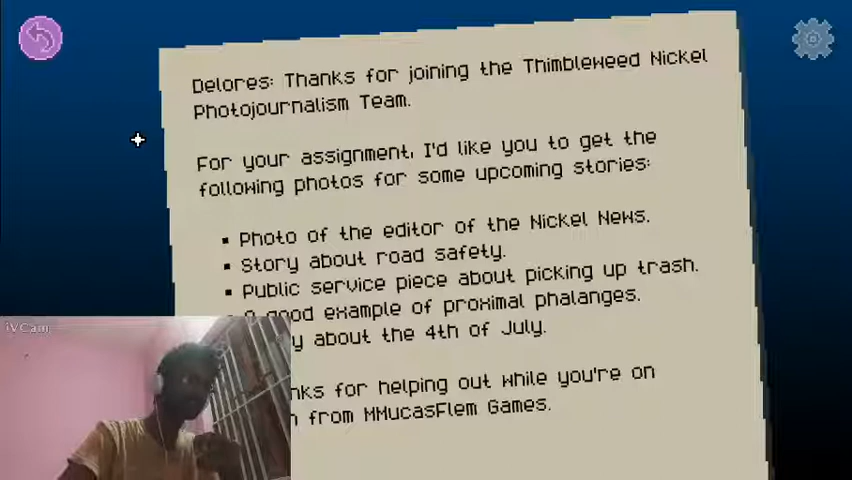 Delores: Thanks for joining the Thimbleweed Nickel
Photojournalism Team.
For your assignment, I'd like you to get the
following photos for some upcoming stories:
▪ Photo of the editor of the Nickel News.
▪ Story about road safety.
▪ Public service piece about picking up trash.
good example of proximal phalanges.
about the 4th of July.
for helping out while you're on
from MMucasFlem Games.
iVCam